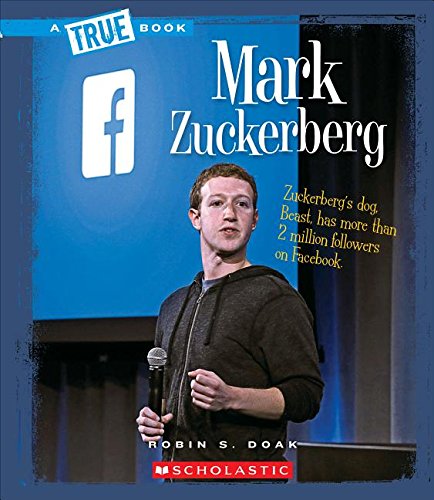 A TRUE BOOK
f
Mark
Zuckerberg
Zuckerberg's dog,
Beast, has more than
2 million followers
on Facebook.
ROBIN S. DOAK
SCHOLASTIC